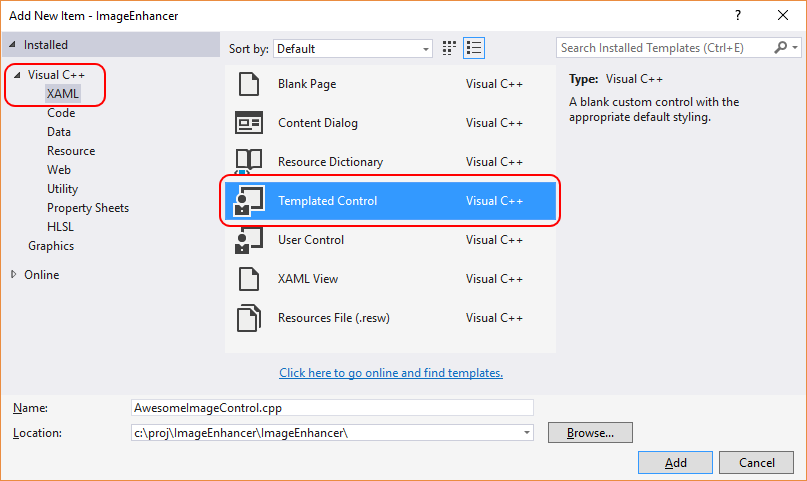 Add New Item - ImageEnhancer
?
Installed
Sort by: Default
Search Installed Templates (Ctrl+E)
Visual C++
XAML
Code
Data
Resource
Web
Utility
Property Sheets
HLSL
Graphics
Online
Blank Page Visual C++
Content Dialog Visual C++
Resource Dictionary Visual C++
Templated Control Visual C++
User Control Visual C++
XAML View Visual C++
Resources File (.resw) Visual C++
Click here to go online and find templates.
Type: Visual C++
A blank custom control with the
appropriate default styling.
Name: AwesomeImageControl.cpp
Location: c:\proj\ImageEnhancer\ImageEnhancer\
Browse...
Add Cancel